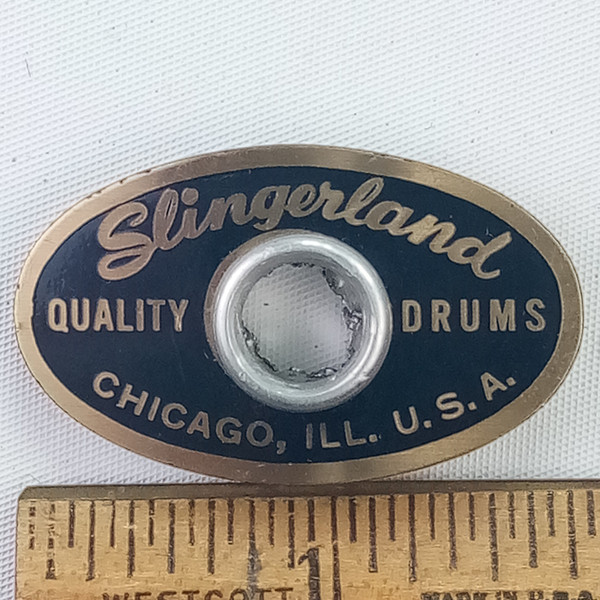 Slingerland
QUALITY DRUMS
CHICAGO, ILL. U.S.A.
1
WESTCOTT MADE IN U.S.A.